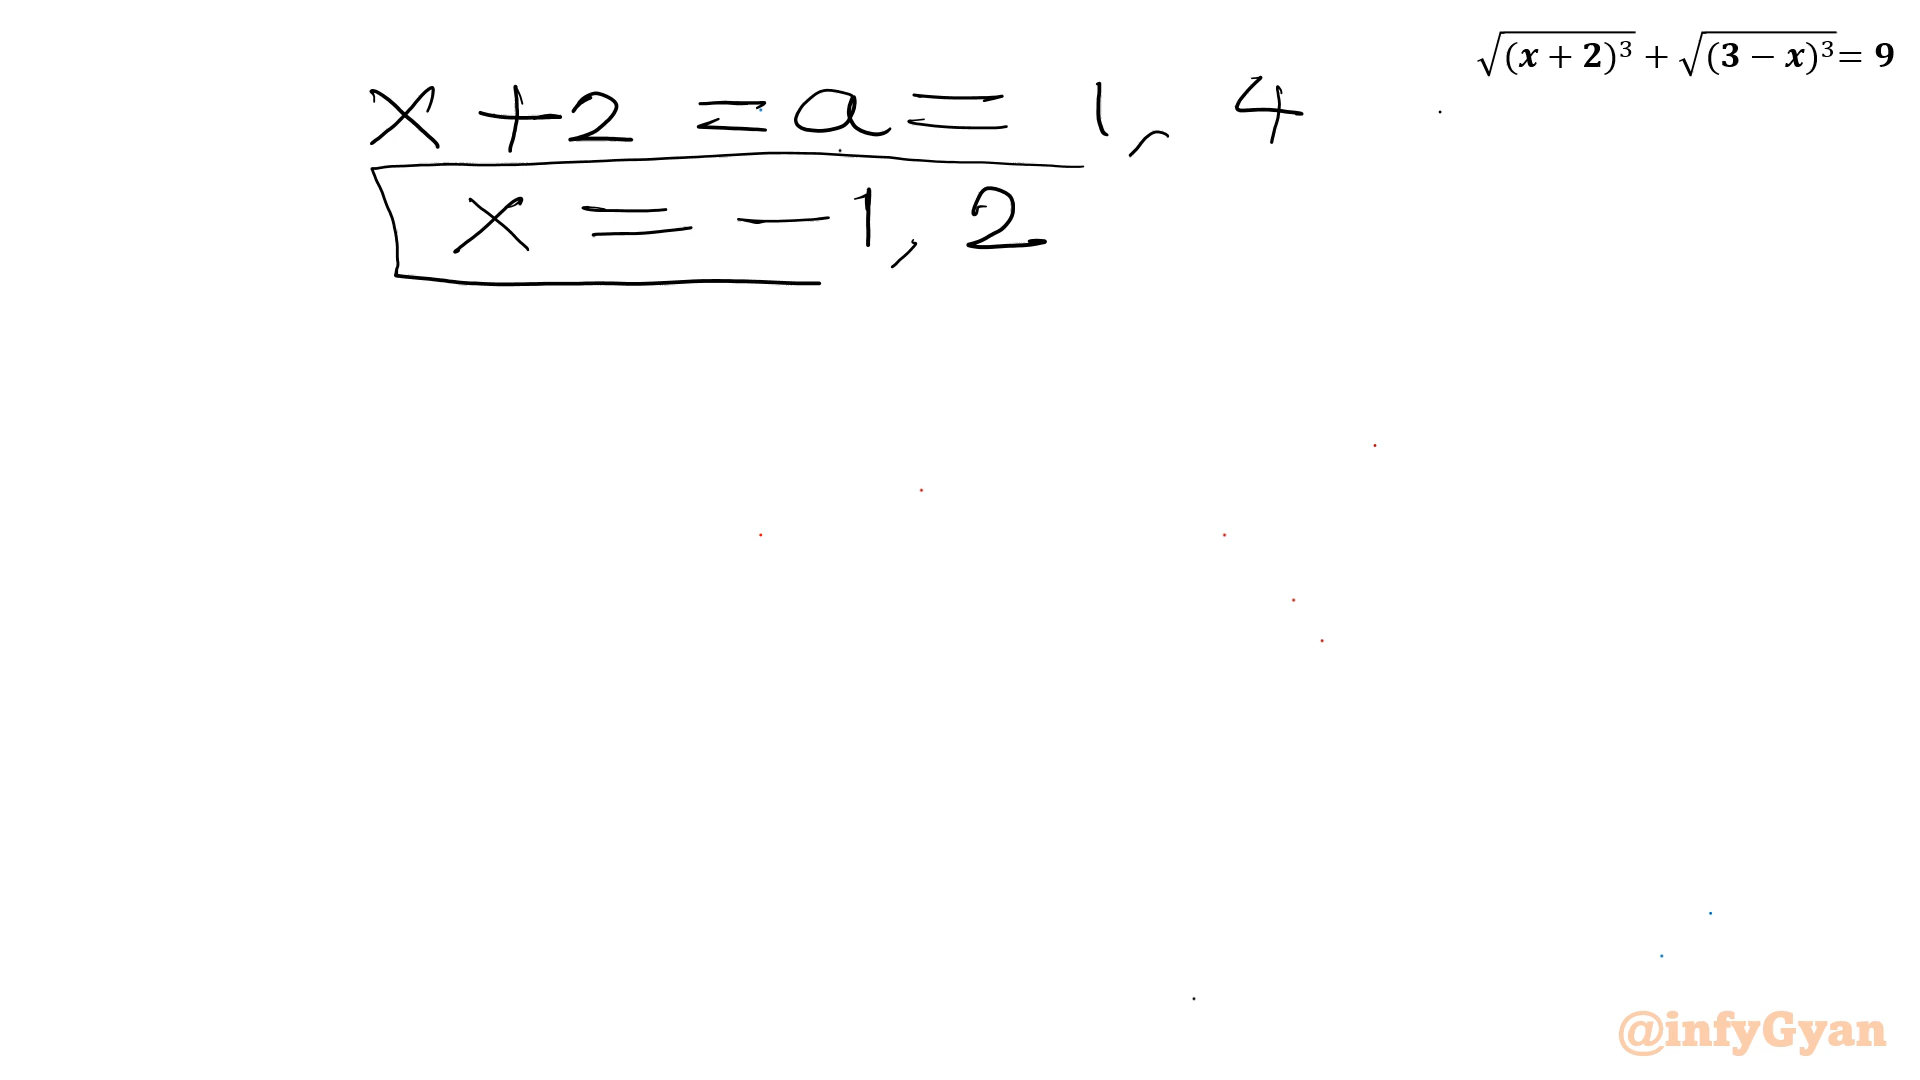 √(x + 2)³ + √(3 − x)³ = 9
x + 2 = a = 1, 4
x = − 1, 2
@infyGyan